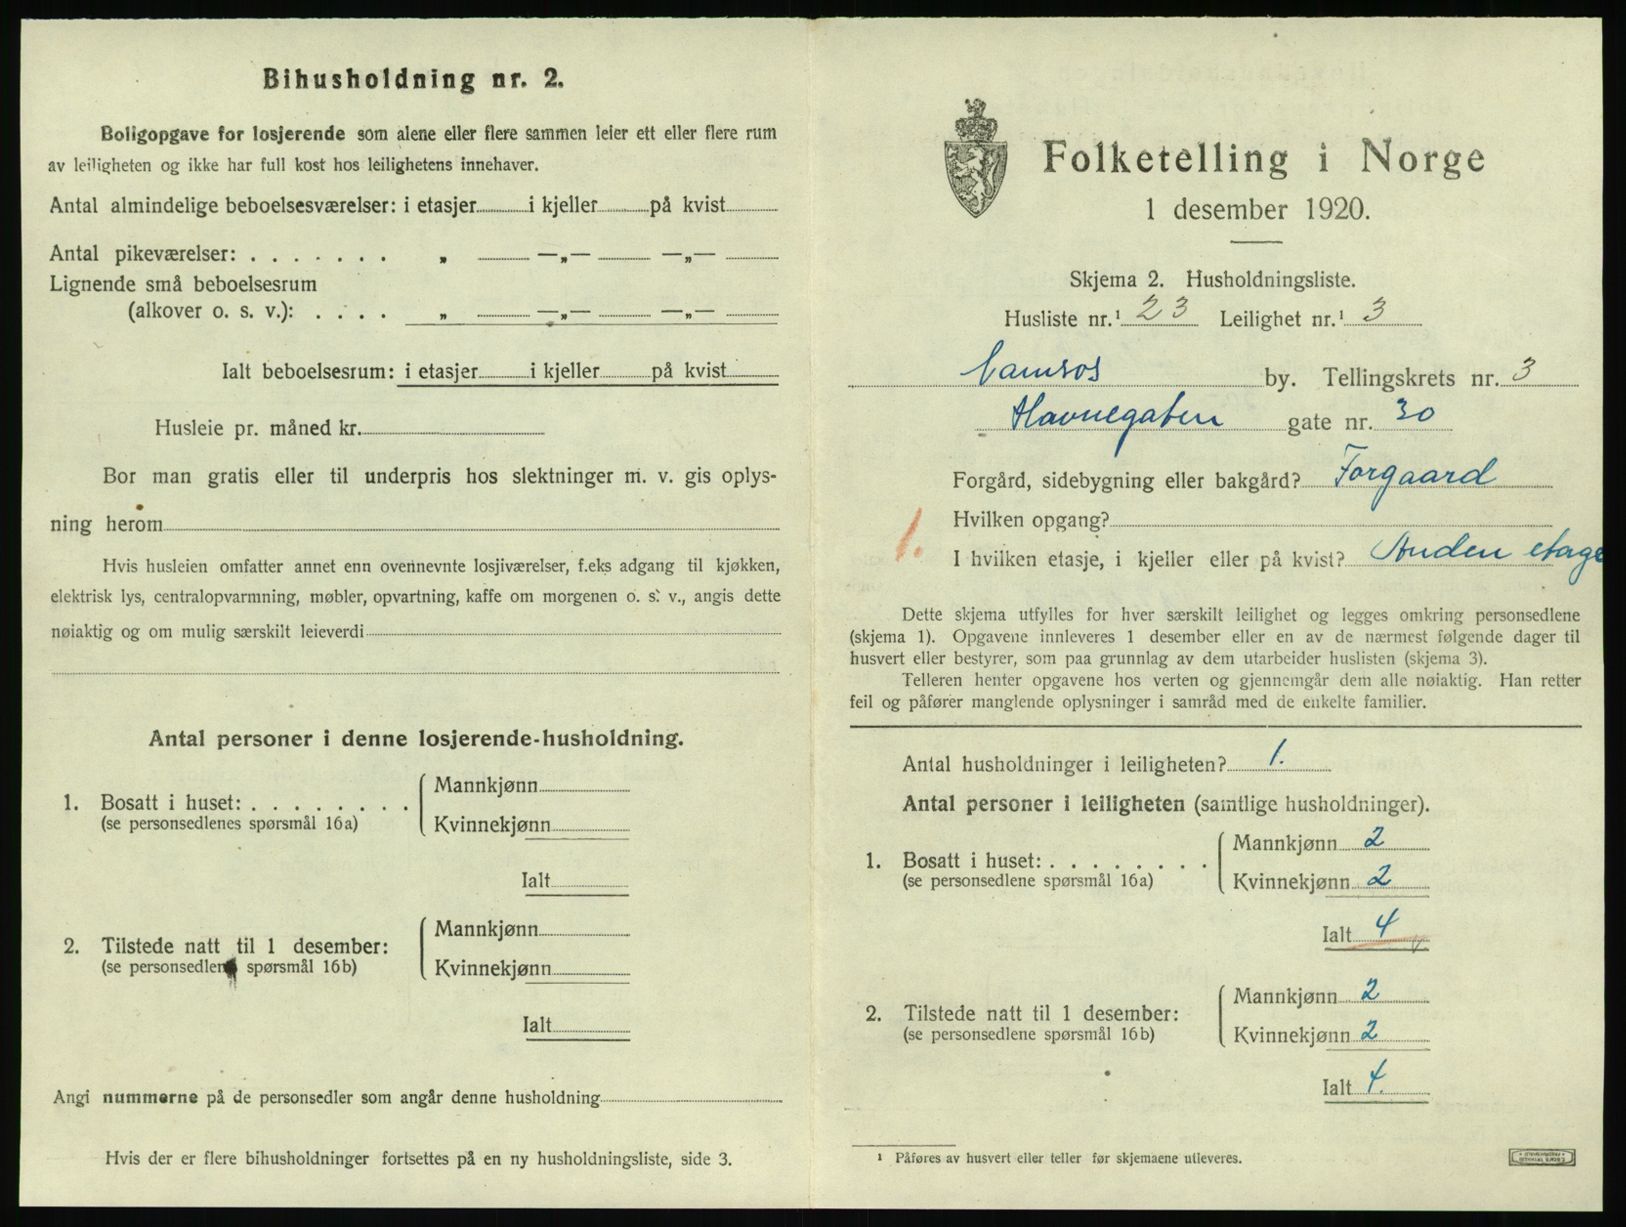 Bihusholdning nr. 2.
Boligopgave for losjerende som alene eller flere sammen leier ett eller flere rum
av leiligheten og ikke har full kost hos leilighetens innehaver.
Antal almindelige beboelsesværelser: i etasjer i kjeller på kvist
Antal pikeværelser: . . . . . . . „ —„— —„—
Lignende små beboelsesrum
(alkover o. s. v.): . . . . „ —„— —„—
Ialt beboelsesrum: i etasjer i kjeller på kvist
Husleie pr. måned kr.
Bor man gratis eller til underpris hos slektninger m. v. gis oplys-
ning herom
Hvis husleien omfatter annet enn ovennevnte losjiværelser, f.eks adgang til kjøkken,
elektrisk lys, centralopvarmning, møbler, opvartning, kaffe om morgenen o. s. v., angis dette
nøiaktig og om mulig særskilt leieverdi
Antal personer i denne losjerende-husholdning.
1. Bosatt i huset: . . . . . . . . Mannkjønn
(se personsedlenes spørsmål 16a) Kvinnekjønn
Ialt
2. Tilstede natt til 1 desember: Mannkjønn
(se personsedlene spørsmål 16b) Kvinnekjønn
Ialt
Angi nummerne på de personsedler som angår denne husholdning
Hvis der er flere bihusholdninger fortsettes på en ny husholdningsliste, side 3.
Folketelling i Norge
1 desember 1920.
Skjema 2. Husholdningsliste.
Husliste nr.¹ 23 Leilighet nr.¹ 3
Namsos by. Tellingskrets nr. 3
Havnegaten gate nr. 30
Forgård, sidebygning eller bakgård? Forgaard
1. Hvilken opgang?
I hvilken etasje, i kjeller eller på kvist? Anden etage
Dette skjema utfylles for hver særskilt leilighet og legges omkring personsedlene
(skjema 1). Opgavene innleveres 1 desember eller en av de nærmest følgende dager til
husvert eller bestyrer, som paa grunnlag av dem utarbeider huslisten (skjema 3).
Telleren henter opgavene hos verten og gjennemgår dem alle nøiaktig. Han retter
feil og påfører manglende oplysninger i samråd med de enkelte familier.
Antal husholdninger i leiligheten? 1.
Antal personer i leiligheten (samtlige husholdninger).
1. Bosatt i huset: . . . . . . . . Mannkjønn 2
(se personsedlene spørsmål 16a) Kvinnekjønn 2
Ialt 4
2. Tilstede natt til 1 desember: Mannkjønn 2
(se personsedlene spørsmål 16b) Kvinnekjønn 2
Ialt 4.
¹ Påføres av husvert eller teller før skjemaene utleveres.